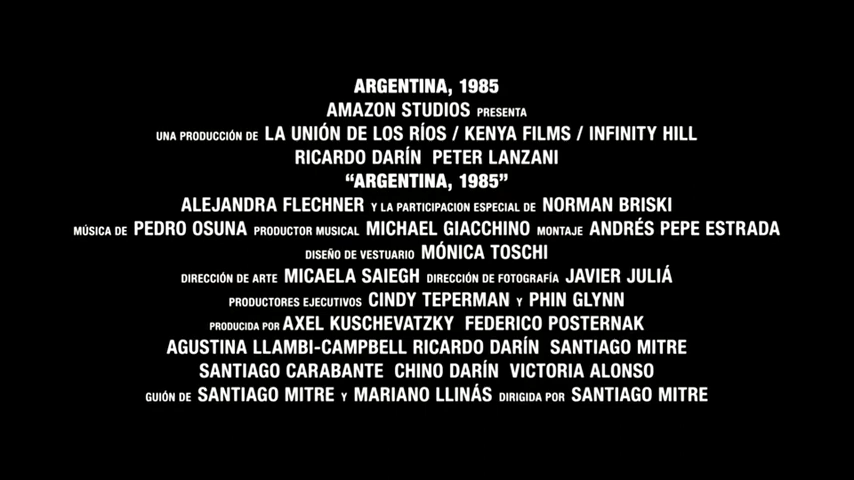 ARGENTINA, 1985
AMAZON STUDIOS PRESENTA
UNA PRODUCCIÓN DE LA UNIÓN DE LOS RÍOS / KENYA FILMS / INFINITY HILL
RICARDO DARÍN PETER LANZANI
“ARGENTINA, 1985”
ALEJANDRA FLECHNER Y LA PARTICIPACION ESPECIAL DE NORMAN BRISKI
MÚSICA DE PEDRO OSUNA PRODUCTOR MUSICAL MICHAEL GIACCHINO MONTAJE ANDRÉS PEPE ESTRADA
DISEÑO DE VESTUARIO MÓNICA TOSCHI
DIRECCIÓN DE ARTE MICAELA SAIEGH DIRECCIÓN DE FOTOGRAFÍA JAVIER JULIÁ
PRODUCTORES EJECUTIVOS CINDY TEPERMAN Y PHIN GLYNN
PRODUCIDA POR AXEL KUSCHEVATZKY FEDERICO POSTERNAK
AGUSTINA LLAMBI-CAMPBELL RICARDO DARÍN SANTIAGO MITRE
SANTIAGO CARABANTE CHINO DARÍN VICTORIA ALONSO
GUIÓN DE SANTIAGO MITRE Y MARIANO LLINÁS DIRIGIDA POR SANTIAGO MITRE